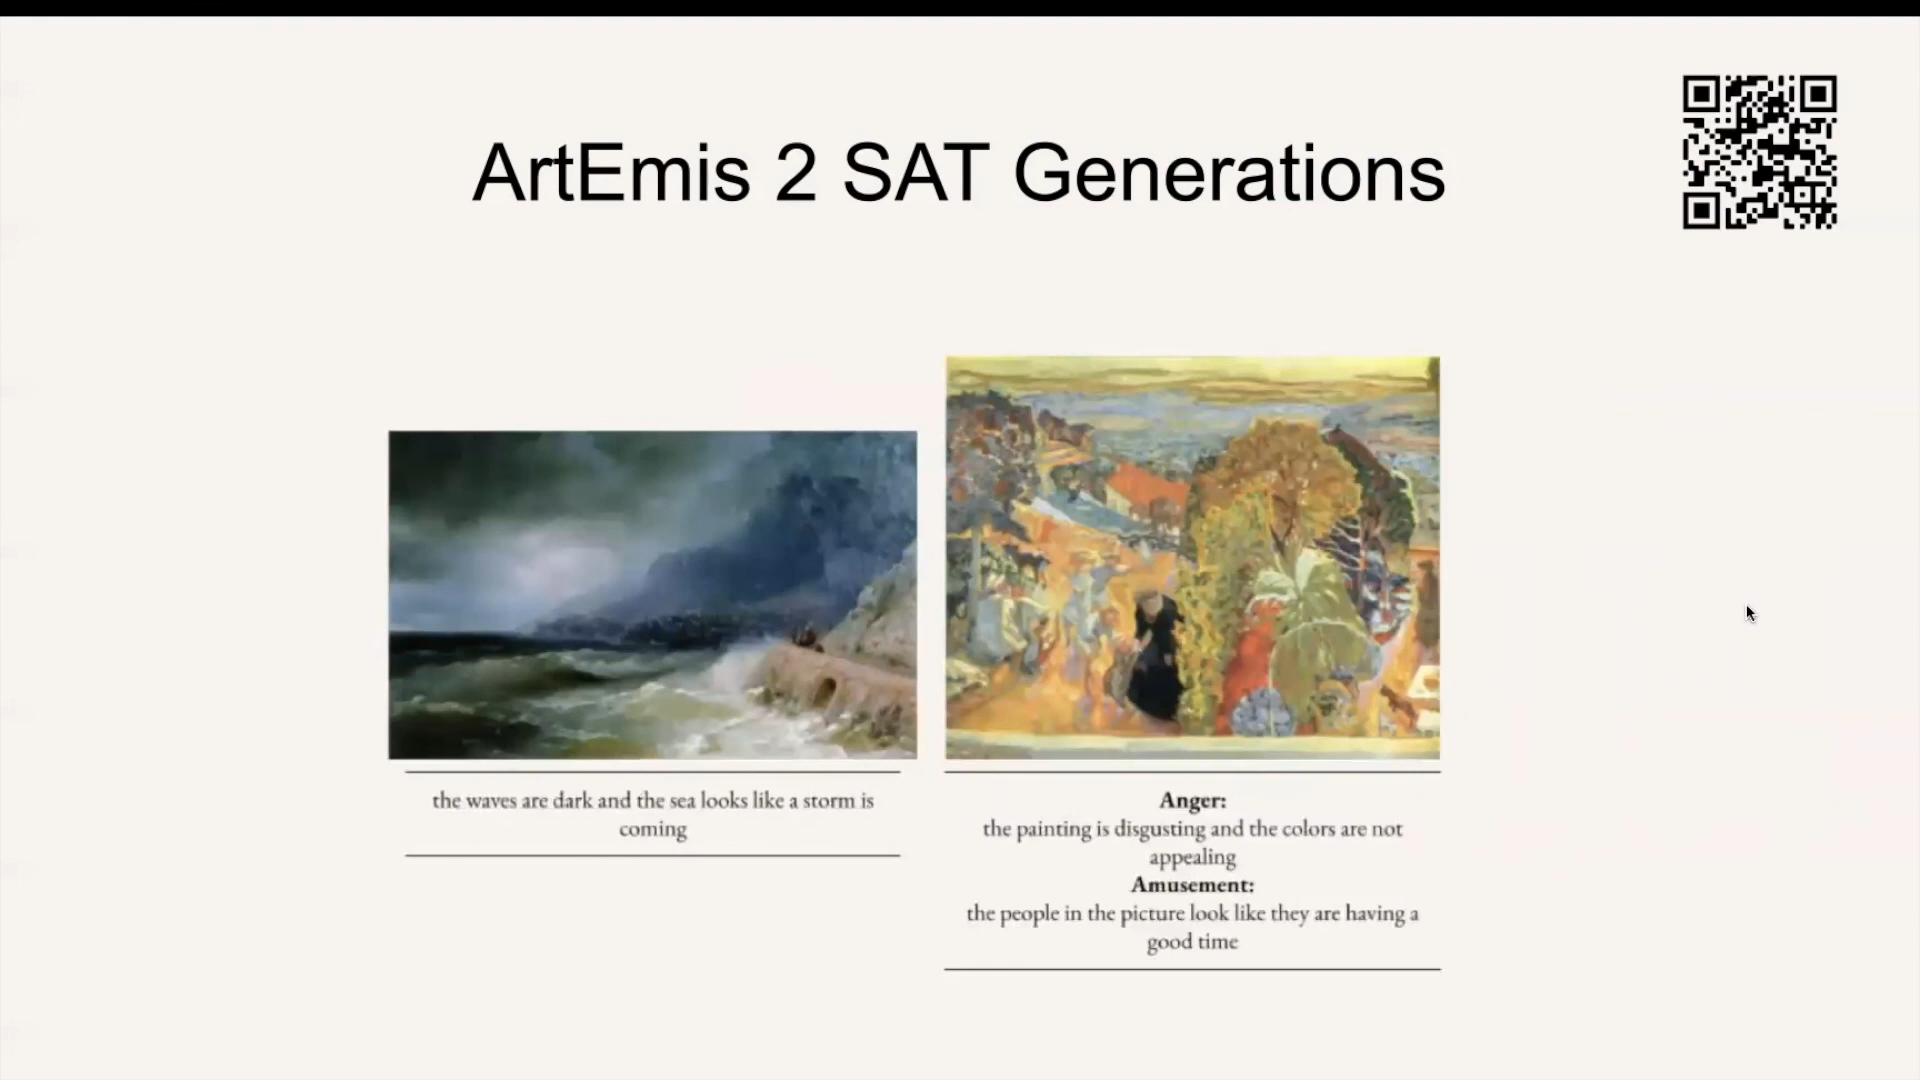 ArtEmis 2 SAT Generations
the waves are dark and the sea looks like a storm is
coming
Anger:
the painting is disgusting and the colors are not
appealing
Amusement:
the people in the picture look like they are having a
good time